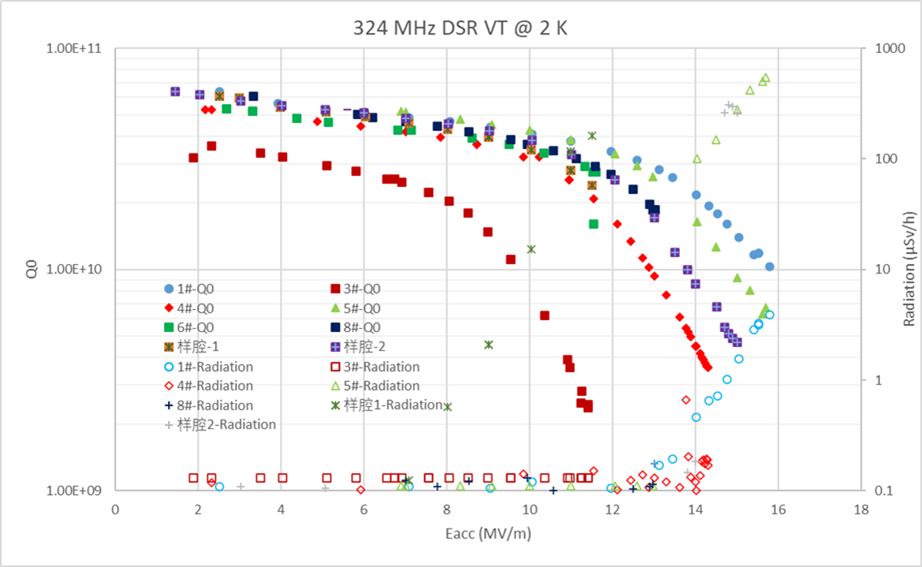 324 MHz DSR VT @ 2 K
1.00E+11
1.00E+10
1.00E+09
Q0
1000
100
10
1
0.1
Radiation (μSv/h)
1#-Q0
3#-Q0
4#-Q0
5#-Q0
6#-Q0
8#-Q0
样腔-1
样腔-2
1#-Radiation
3#-Radiation
4#-Radiation
5#-Radiation
8#-Radiation
样腔1-Radiation
样腔2-Radiation
0 2 4 6 8 10 12 14 16 18
Eacc (MV/m)